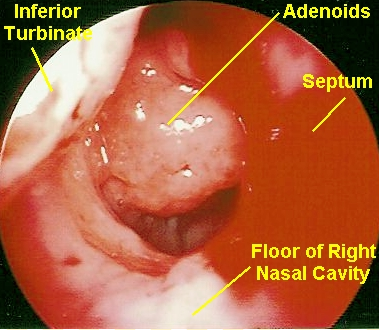 Inferior
Turbinate
Adenoids
Septum
Floor of Right
Nasal Cavity